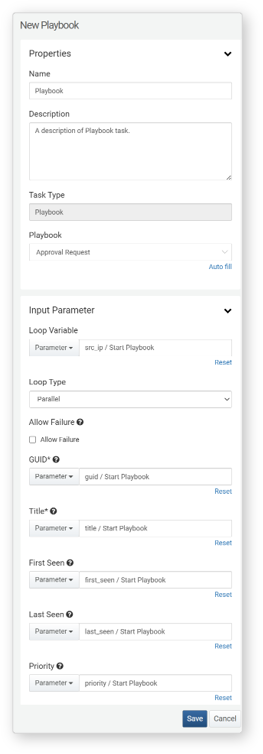 New Playbook
Properties
Name
Playbook
Description
A description of Playbook task.
Task Type
Playbook
Playbook
Approval Request
Auto fill
Input Parameter
Loop Variable
Parameter src_ip / Start Playbook
Reset
Loop Type
Parallel
Allow Failure
Allow Failure
GUID*
Parameter guid / Start Playbook
Reset
Title*
Parameter title / Start Playbook
Reset
First Seen
Parameter first_seen / Start Playbook
Reset
Last Seen
Parameter last_seen / Start Playbook
Reset
Priority
Parameter priority / Start Playbook
Reset
Save Cancel